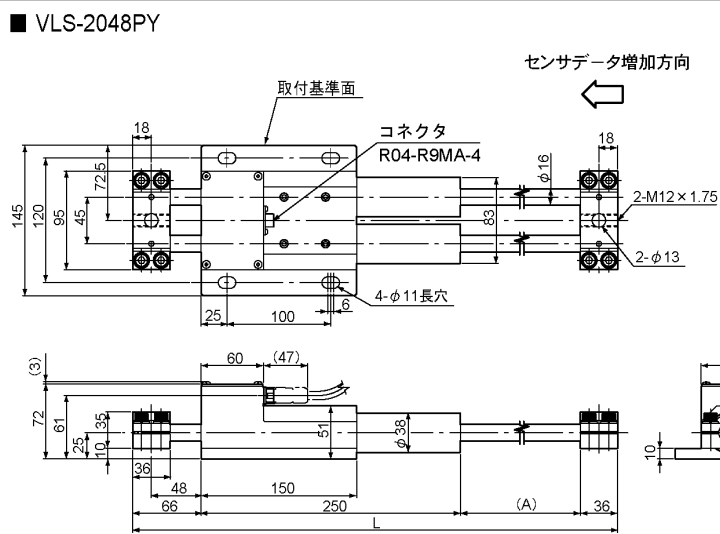 ■ VLS-2048PY
センサデータ増加方向
取付基準面
コネクタ
R04-R9MA-4
18
18
φ16
72.5
145
120
95
45
83
2-M12×1.75
2-φ13
4-φ11長穴
6
25
100
60
(47)
(3)
72
61
35
25
10
51
φ38
10
36
48
150
66
250
(A)
36
L